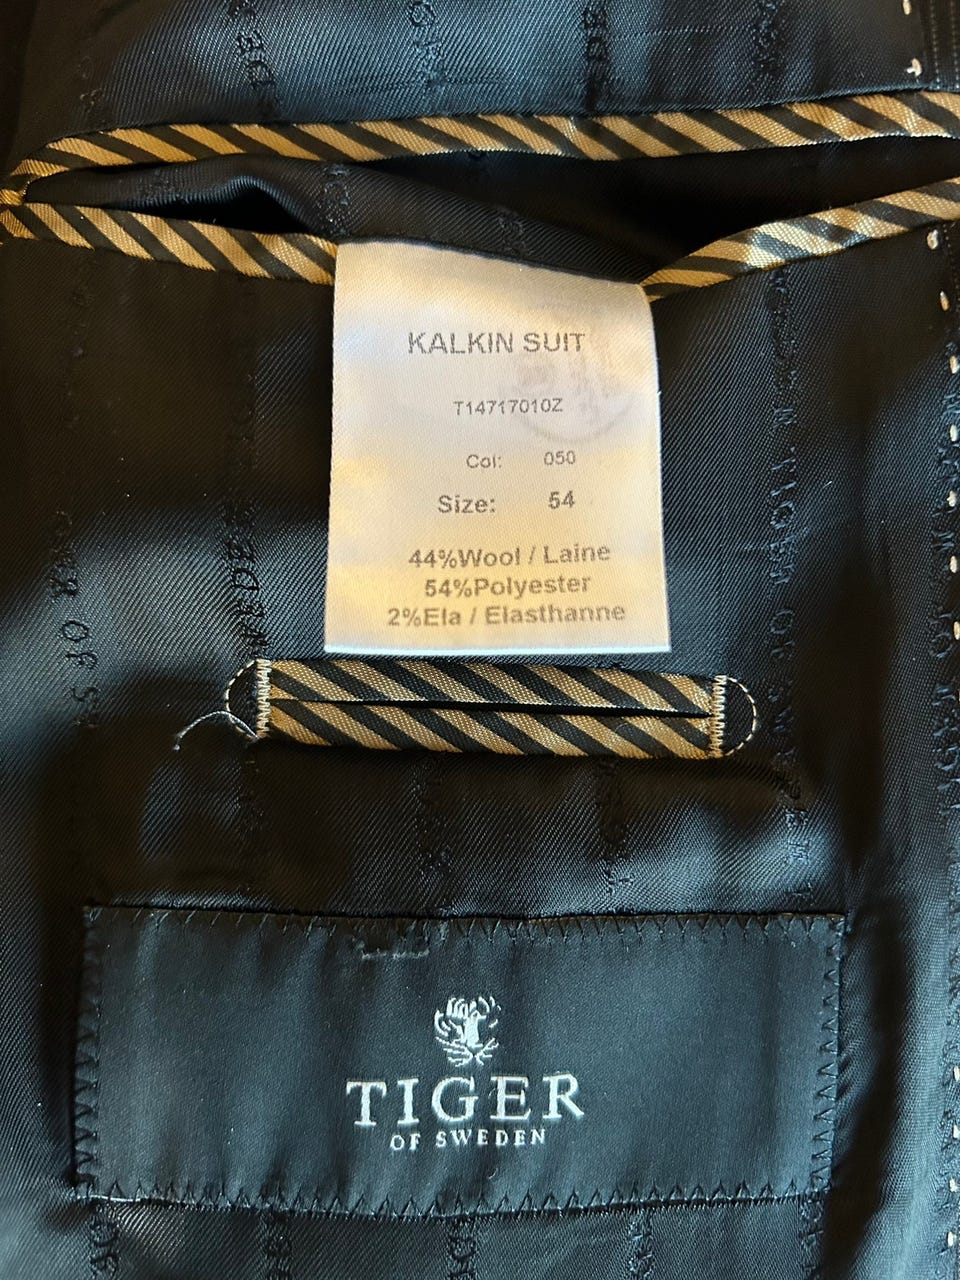 KALKIN SUIT
T14717010Z
Col: 050
Size: 54
44%Wool / Laine
54%Polyester
2%Ela / Elasthanne
TIGER
OF SWEDEN